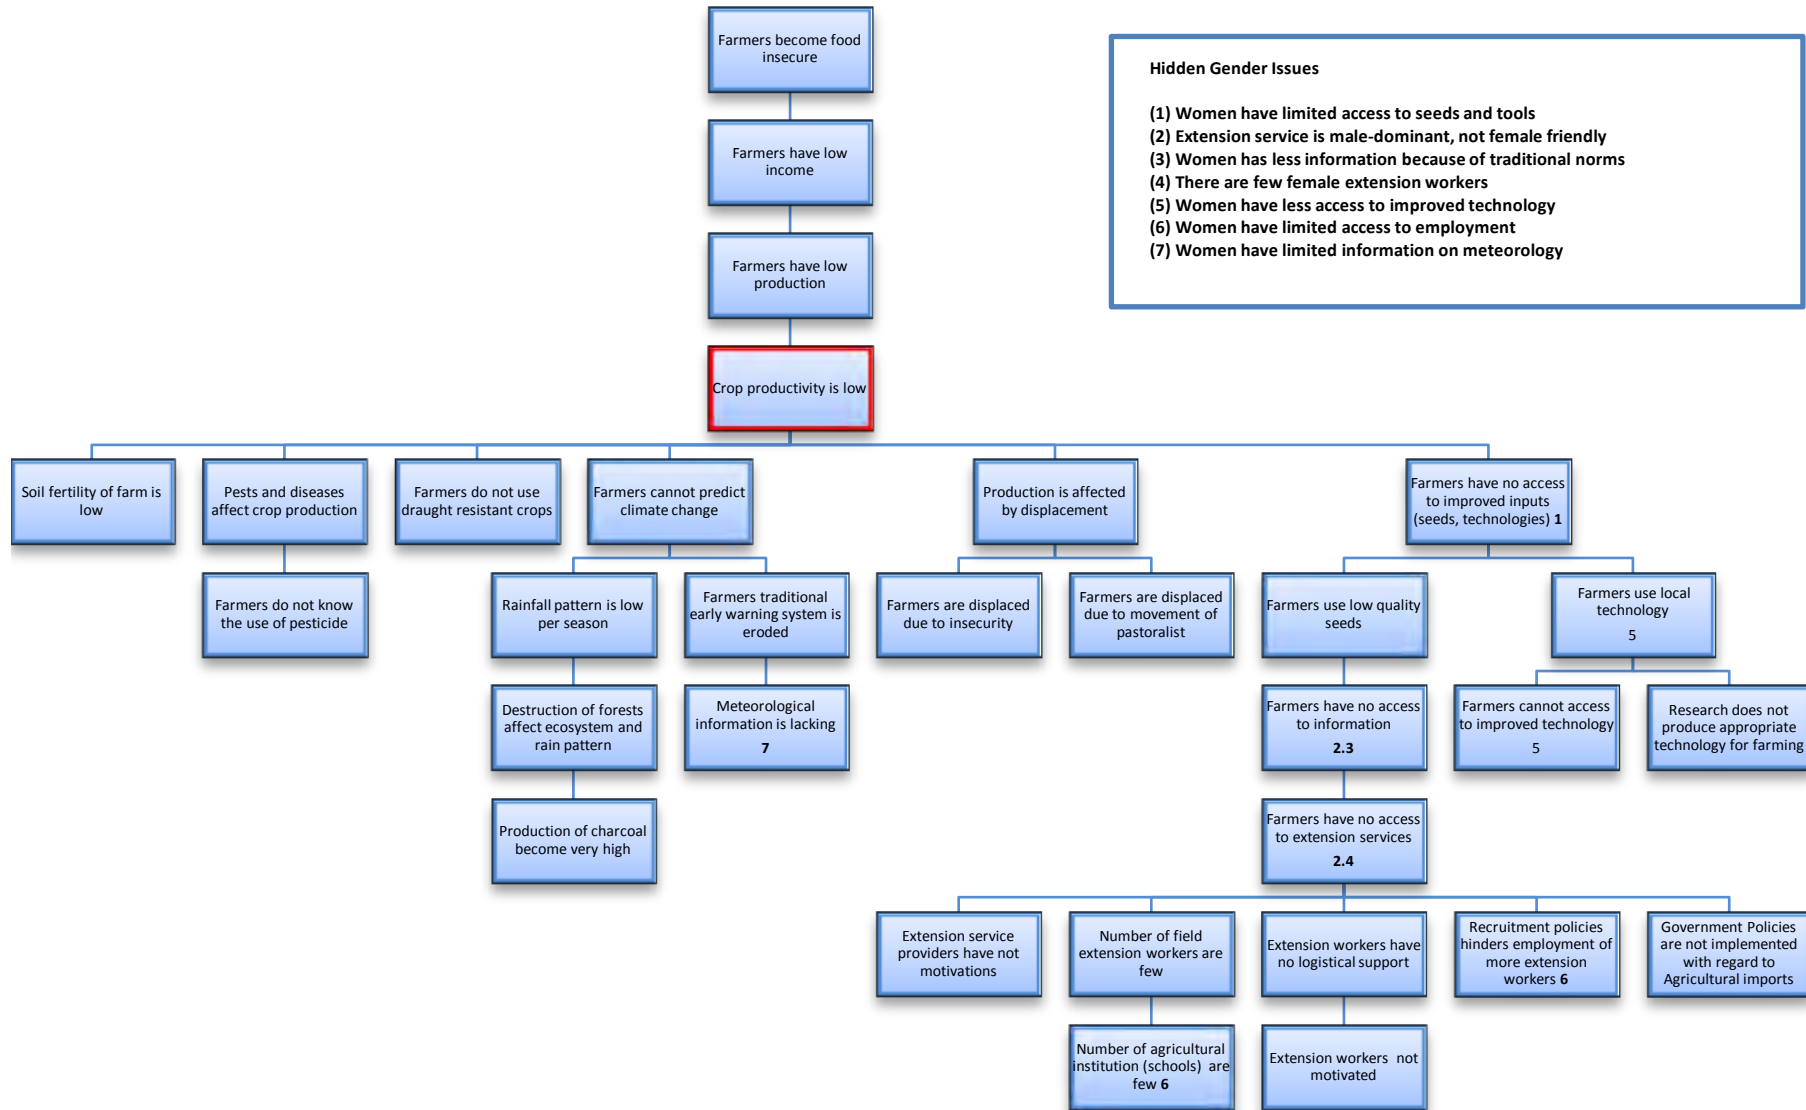 Farmers become food
insecure
Hidden Gender Issues
(1) Women have limited access to seeds and tools
(2) Extension service is male-dominant, not female friendly
(3) Women has less information because of traditional norms
(4) There are few female extension workers
(5) Women have less access to improved technology
(6) Women have limited access to employment
(7) Women have limited information on meteorology
Farmers have low
income
Farmers have low
production
Crop productivity is low
Soil fertility of farm is
low
Pests and diseases
affect crop production
Farmers do not use
draught resistant crops
Farmers cannot predict
climate change
Production is affected
by displacement
Farmers have no access
to improved inputs
(seeds, technologies) 1
Farmers do not know
the use of pesticide
Rainfall pattern is low
per season
Farmers traditional
early warning system is
eroded
Farmers are displaced
due to insecurity
Farmers are displaced
due to movement of
pastoralist
Farmers use low quality
seeds
Farmers use local
technology
5
Destruction of forests
affect ecosystem and
rain pattern
Meteorological
information is lacking
7
Farmers have no access
to information
2.3
Farmers cannot access
to improved technology
5
Research does not
produce appropriate
technology for farming
Production of charcoal
become very high
Farmers have no access
to extension services
2.4
Extension service
providers have not
motivations
Number of field
extension workers are
few
Extension workers have
no logistical support
Recruitment policies
hinders employment of
more extension
workers 6
Government Policies
are not implemented
with regard to
Agricultural imports
Number of agricultural
institution (schools) are
few 6
Extension workers not
motivated